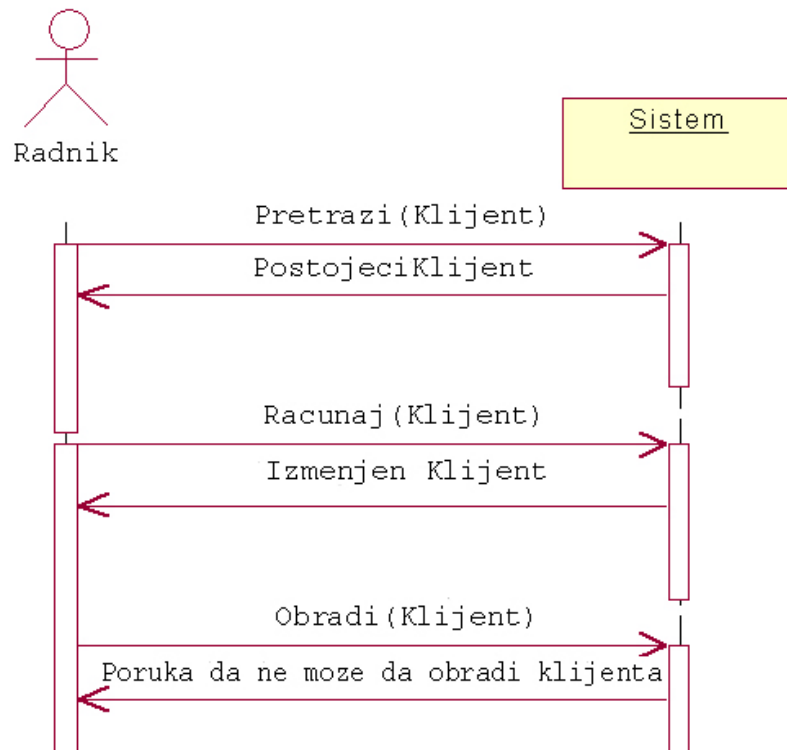 Sistem
Radnik
Pretrazi(Klijent)
PostojeciKlijent
Racunaj(Klijent)
Izmenjen Klijent
Obradi(Klijent)
Poruka da ne moze da obradi klijenta